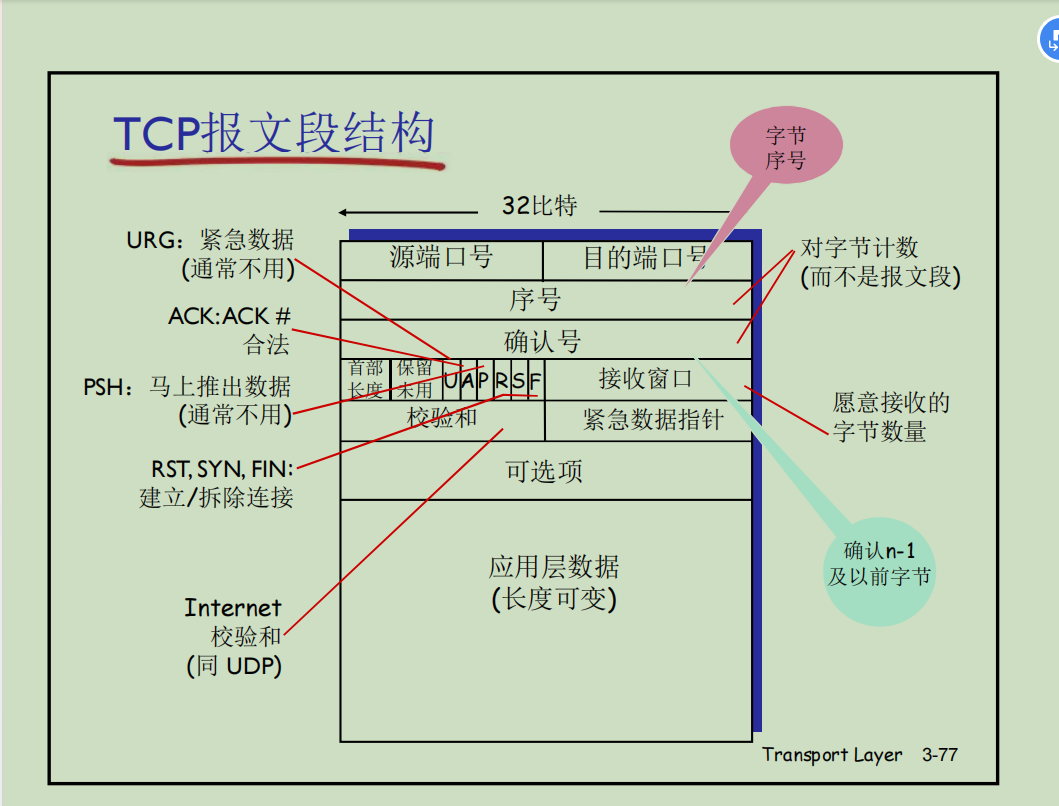 TCP报文段结构
字节
序号
32比特
URG：紧急数据
(通常不用)
源端口号
目的端口号
对字节计数
(而不是报文段)
序号
ACK:ACK #
合法
确认号
PSH：马上推出数据
(通常不用)
首部
长度
保留
未用
U A P R S F
接收窗口
愿意接收的
字节数量
校验和
紧急数据指针
RST, SYN, FIN:
建立/拆除连接
可选项
确认n-1
及以前字节
应用层数据
(长度可变)
Internet
校验和
(同 UDP)
Transport Layer 3-77